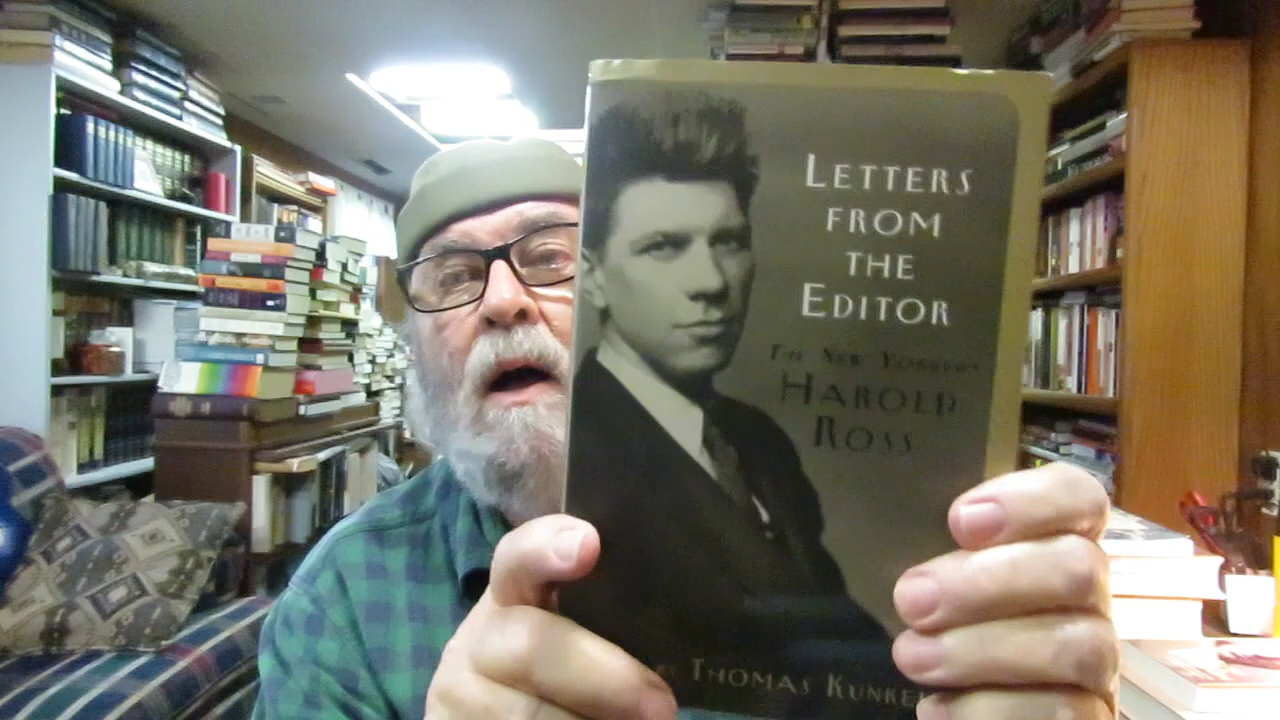 LETTERS
FROM
THE
EDITOR
THE NEW YORKER'S
HAROLD
ROSS
THOMAS KUNKEL